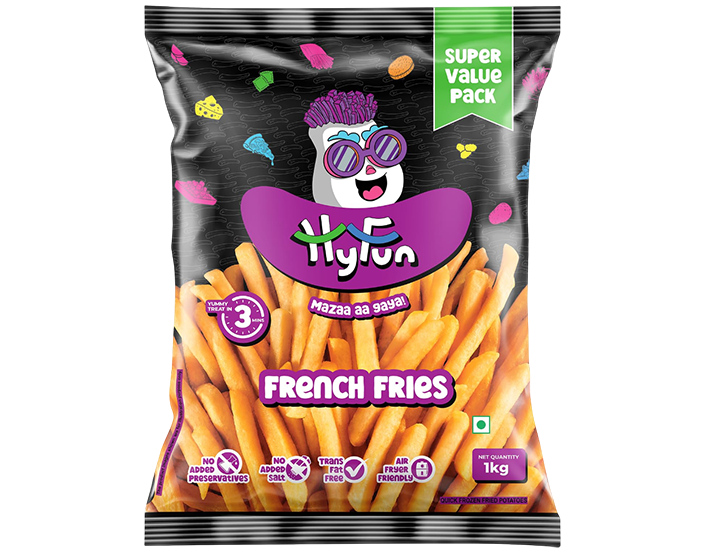 SUPER
VALUE
PACK
HyFun
Mazaa aa gaya!
YUMMY
TREAT IN
3
MINS
FRENCH FRIES
NO
ADDED
PRESERVATIVES
NO
ADDED
SALT
TRANS
FAT
FREE
AIR
FRYER
FRIENDLY
NET QUANTITY
1kg
QUICK FROZEN FRIED POTATOES